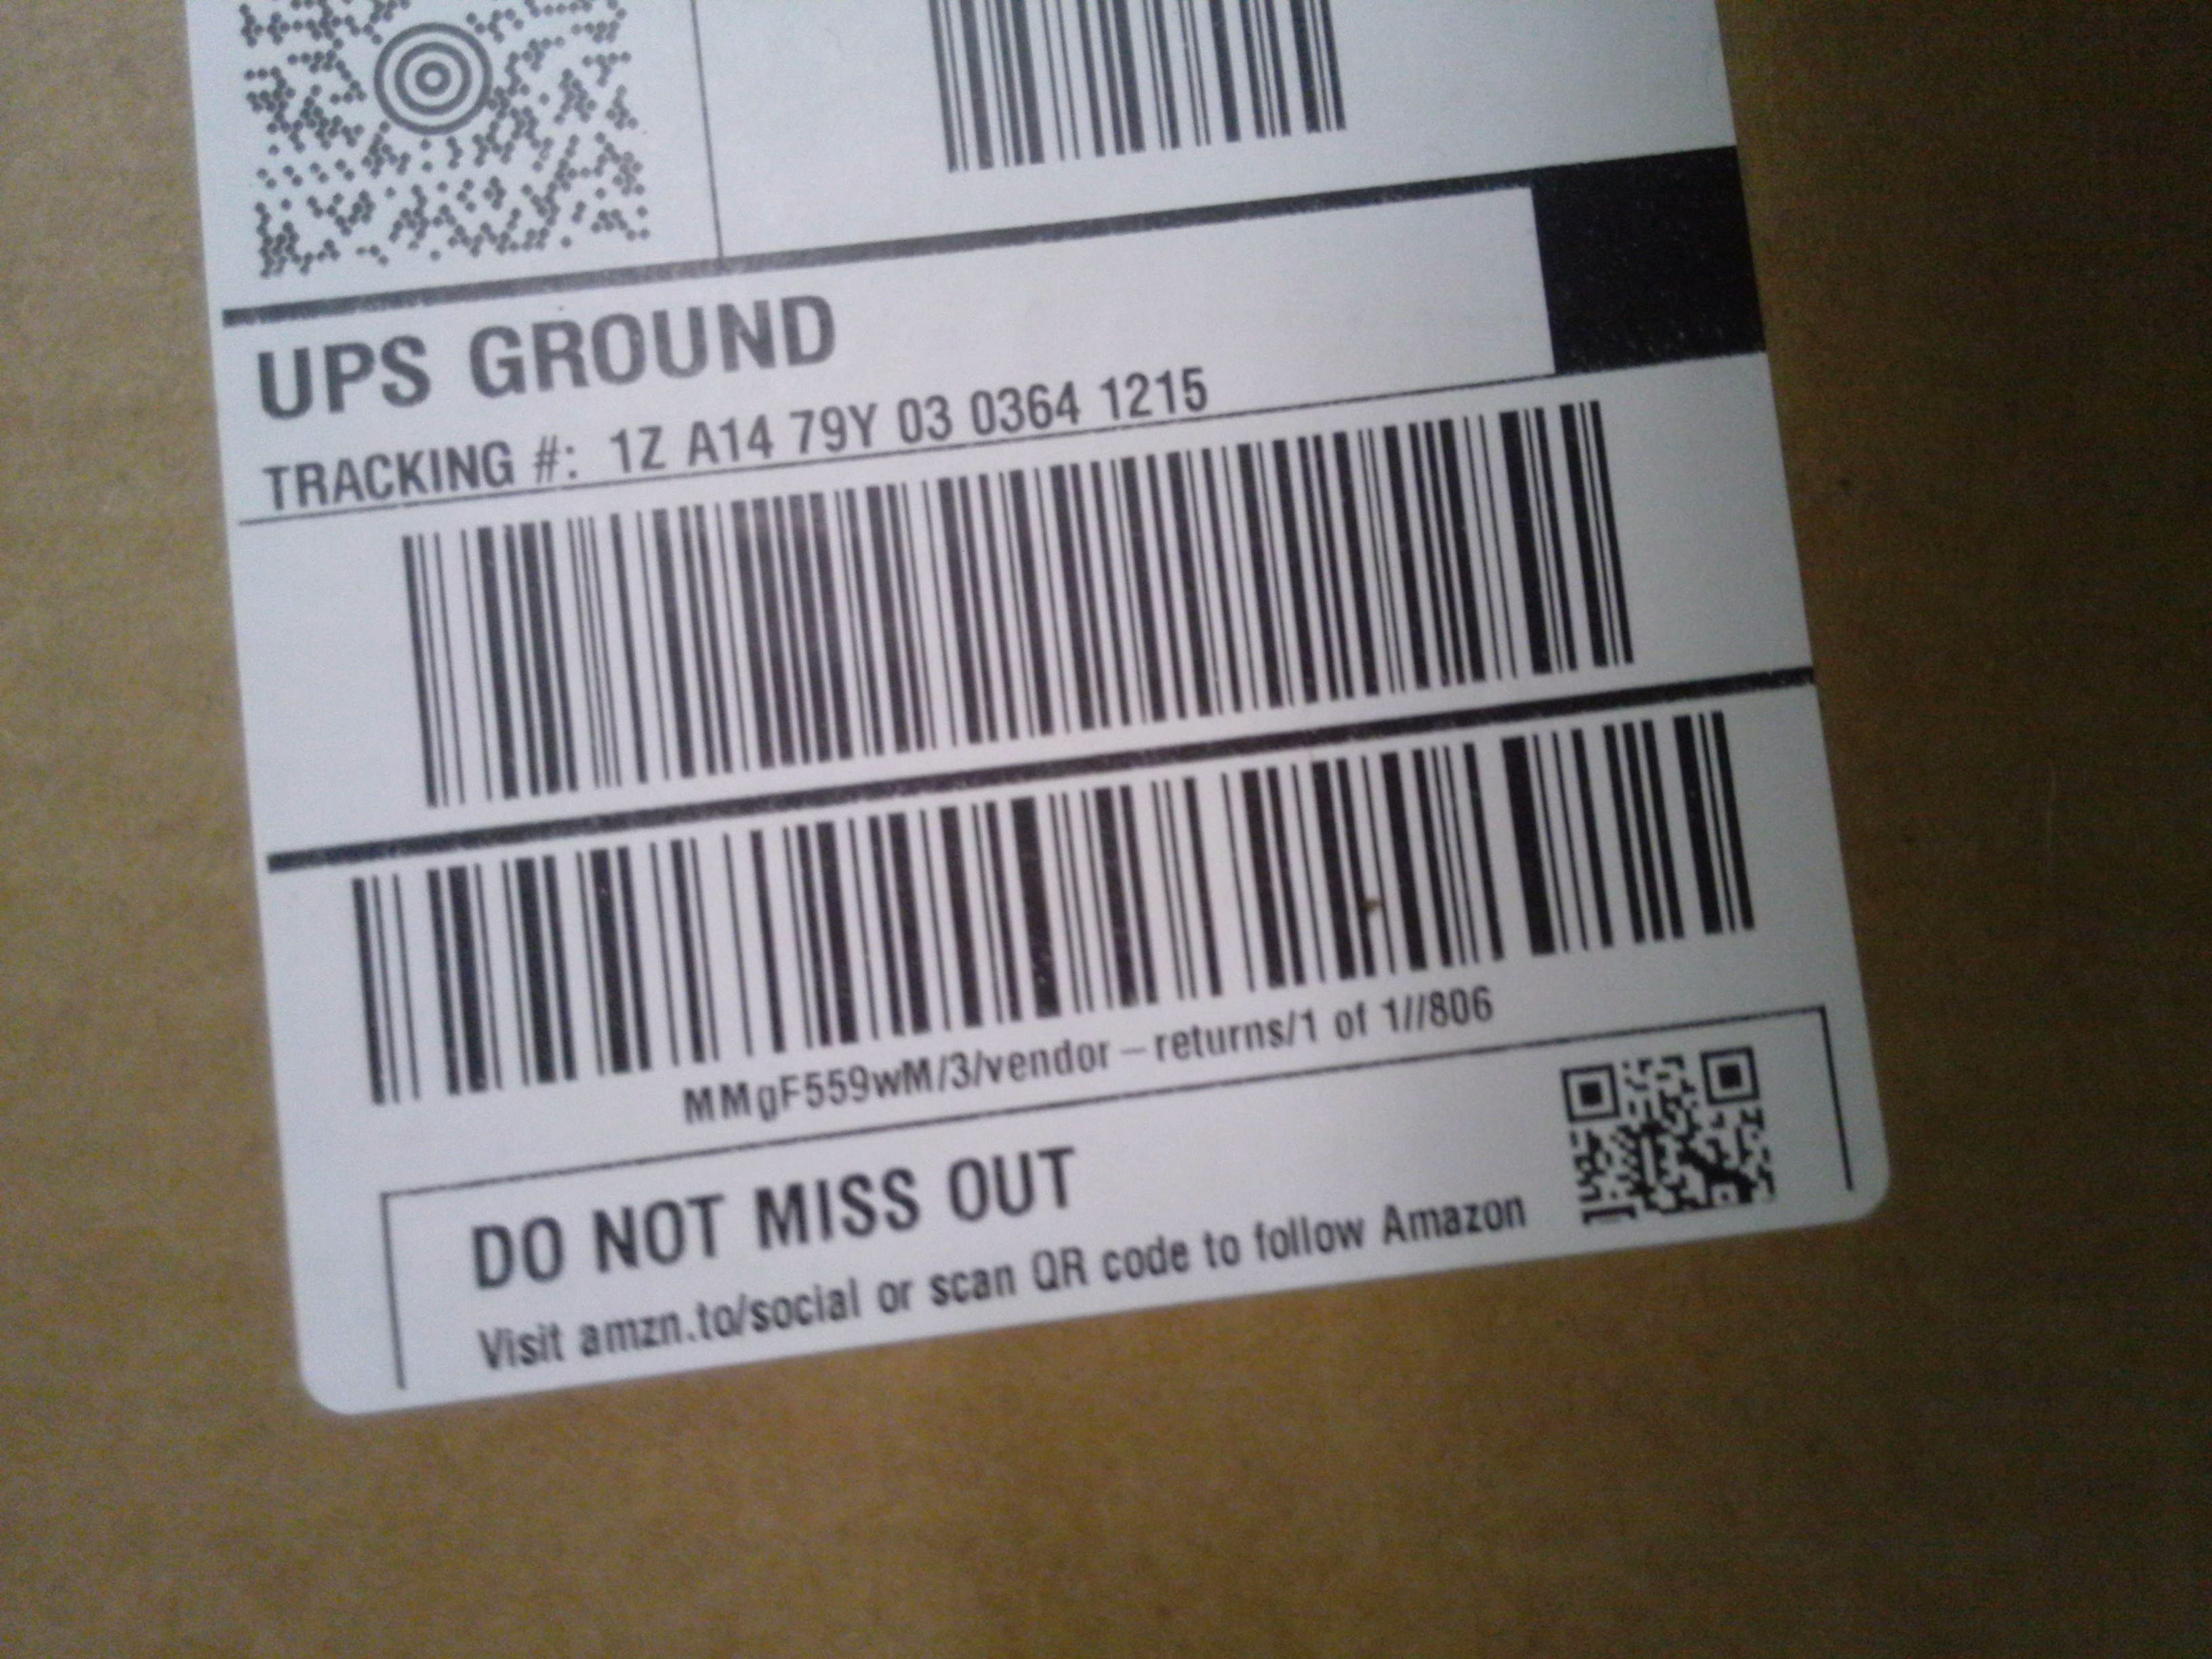 UPS GROUND
TRACKING #: 1Z A14 79Y 03 0364 1215
MMgF559wM/3/vendor-returns/1 of 1//806
DO NOT MISS OUT
Visit amzn.to/social or scan QR code to follow Amazon